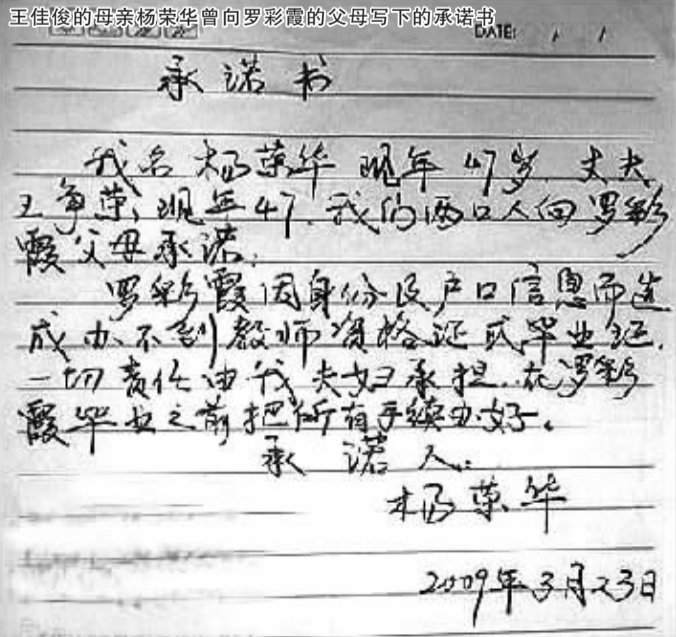 王佳俊的母亲杨荣华曾向罗彩霞的父母写下的承诺书
DATE: / /
承诺书
我名杨荣华 现年47岁 丈夫
王争荣,现年47.我们两口人向罗彩
霞父母承诺:
罗彩霞因身份及户口信息而造
成办不到教师资格证或毕业证,
一切责任由我夫妇承担.在罗彩
霞毕业之前把所有手续办好。
承诺人:
杨荣华
2009年3月23日